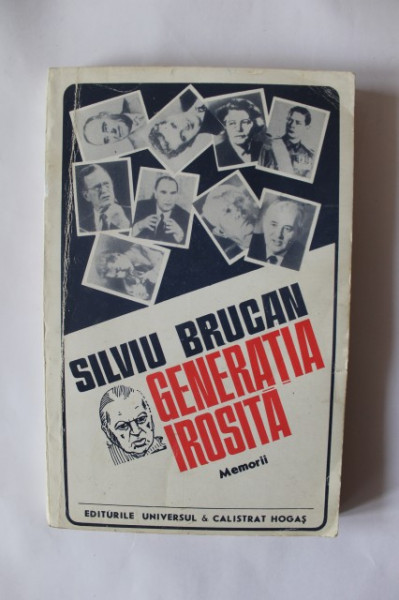 SILVIU BRUCAN
GENERAȚIA
IROSITĂ
Memorii
EDITURILE UNIVERSUL & CALISTRAT HOGAȘ